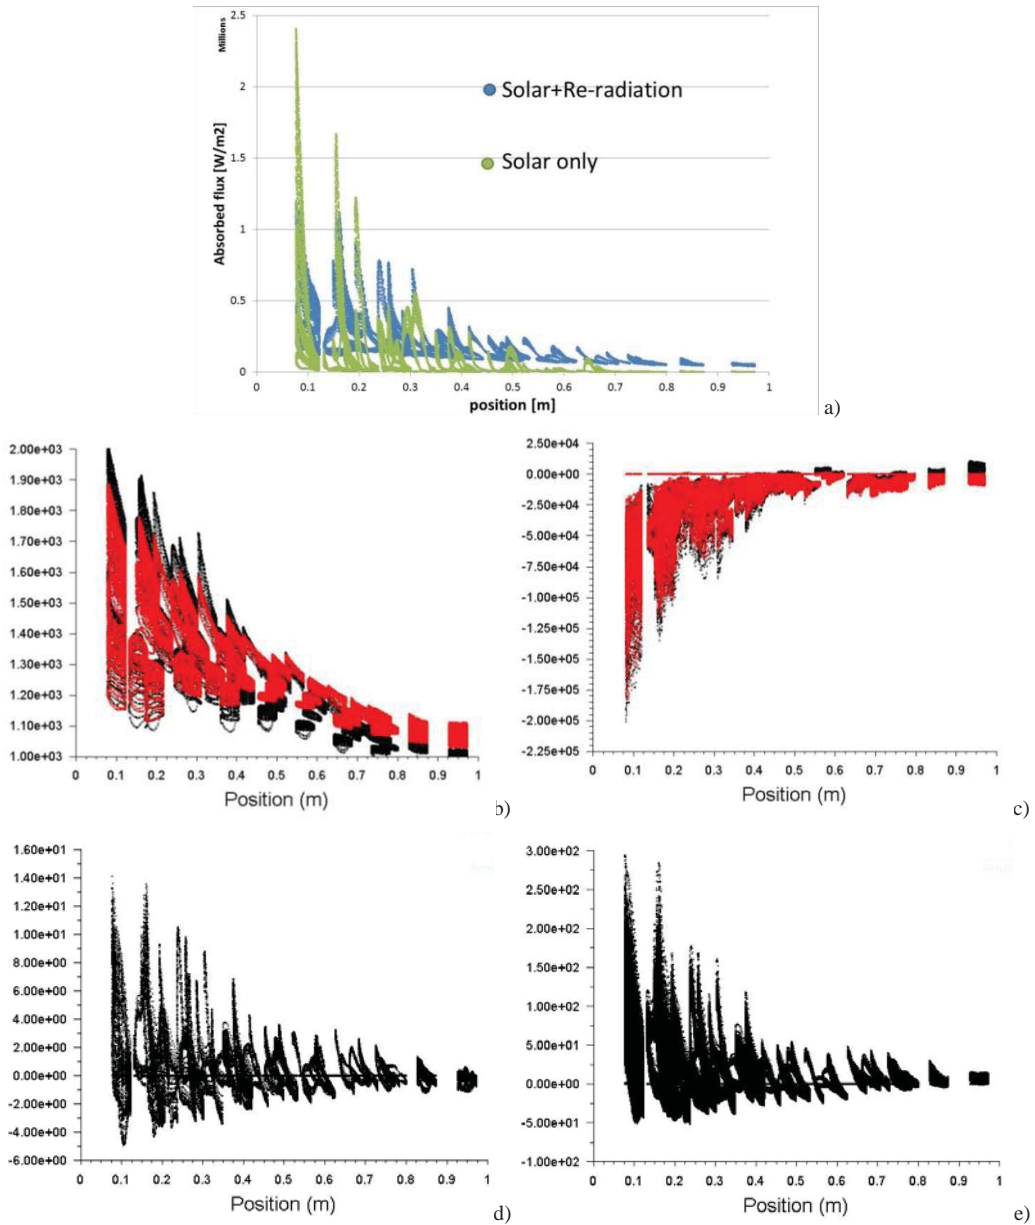 Millions
2.5
2
1.5
1
0.5
0
Absorbed flux [W/m2]
Solar+Re-radiation
Solar only
0 0.1 0.2 0.3 0.4 0.5 0.6 0.7 0.8 0.9 1
position [m]
a)
2.00e+03
1.90e+03
1.80e+03
1.70e+03
1.60e+03
1.50e+03
1.40e+03
1.30e+03
1.20e+03
1.10e+03
1.00e+03
0 0.1 0.2 0.3 0.4 0.5 0.6 0.7 0.8 0.9 1
Position (m)
b)
2.50e+04
0.00e+00
-2.50e+04
-5.00e+04
-7.50e+04
-1.00e+05
-1.25e+05
-1.50e+05
-1.75e+05
-2.00e+05
-2.25e+05
0 0.1 0.2 0.3 0.4 0.5 0.6 0.7 0.8 0.9 1
Position (m)
c)
1.60e+01
1.40e+01
1.20e+01
1.00e+01
8.00e+00
6.00e+00
4.00e+00
2.00e+00
0.00e+00
-2.00e+00
-4.00e+00
-6.00e+00
0 0.1 0.2 0.3 0.4 0.5 0.6 0.7 0.8 0.9 1
Position (m)
d)
3.00e+02
2.50e+02
2.00e+02
1.50e+02
1.00e+02
5.00e+01
0.00e+00
-5.00e+01
-1.00e+02
0 0.1 0.2 0.3 0.4 0.5 0.6 0.7 0.8 0.9 1
Position (m)
e)